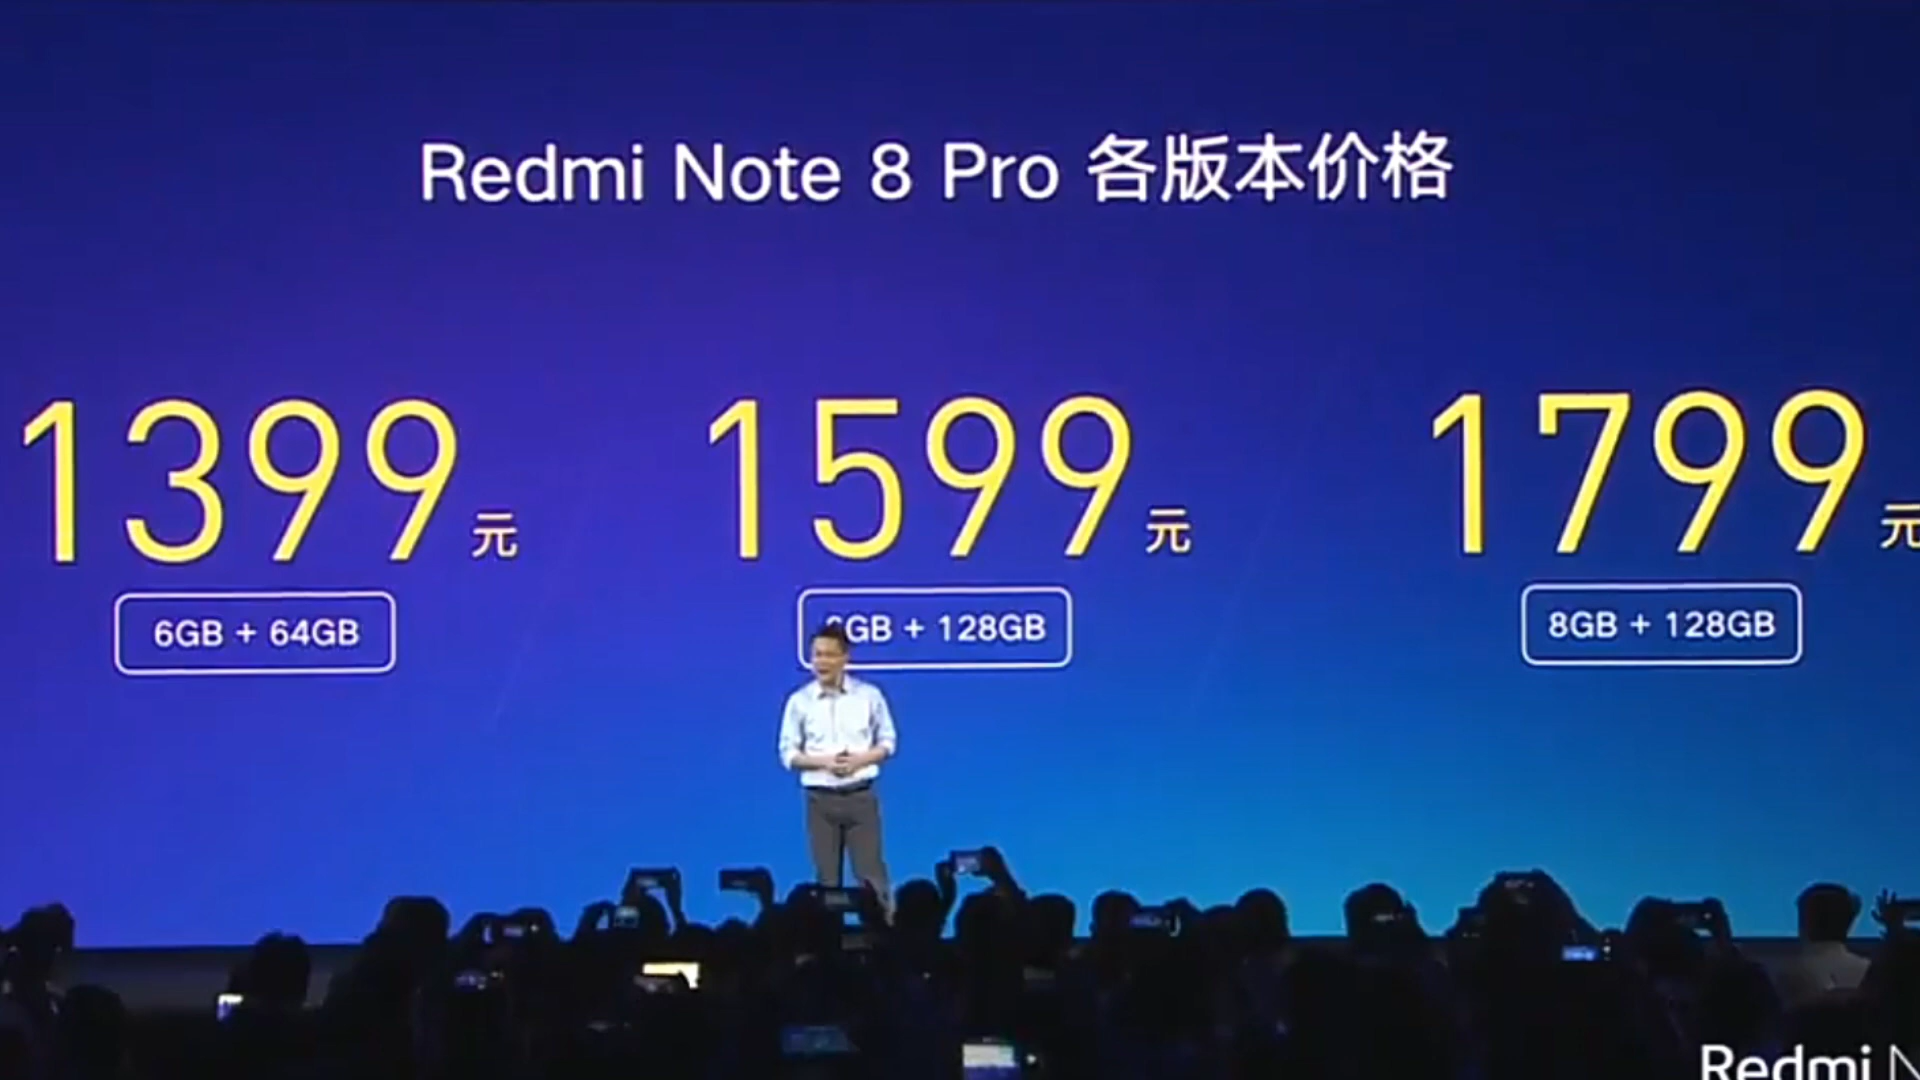 Redmi Note 8 Pro 各版本价格
1399元
1599元
1799元
6GB + 64GB
GB + 128GB
8GB + 128GB
Redmi N